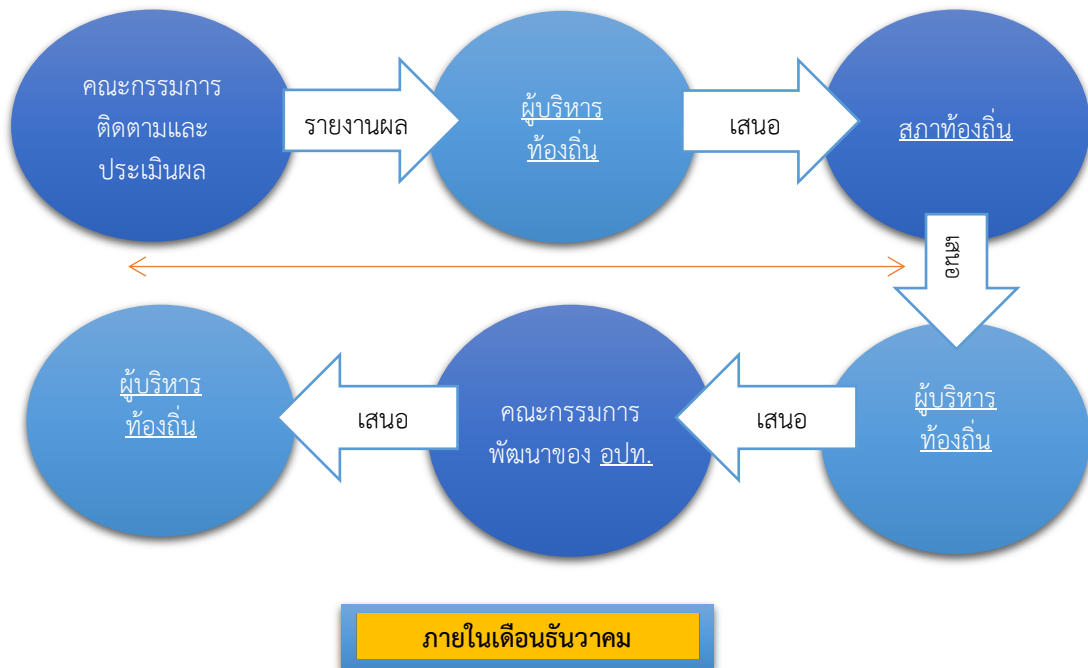 คณะกรรมการ
ติดตามและ
ประเมินผล
รายงานผล
ผู้บริหาร
ท้องถิ่น
เสนอ
สภาท้องถิ่น
เสนอ
ผู้บริหาร
ท้องถิ่น
เสนอ
คณะกรรมการ
พัฒนาของ อปท.
เสนอ
ผู้บริหาร
ท้องถิ่น
ภายในเดือนธันวาคม